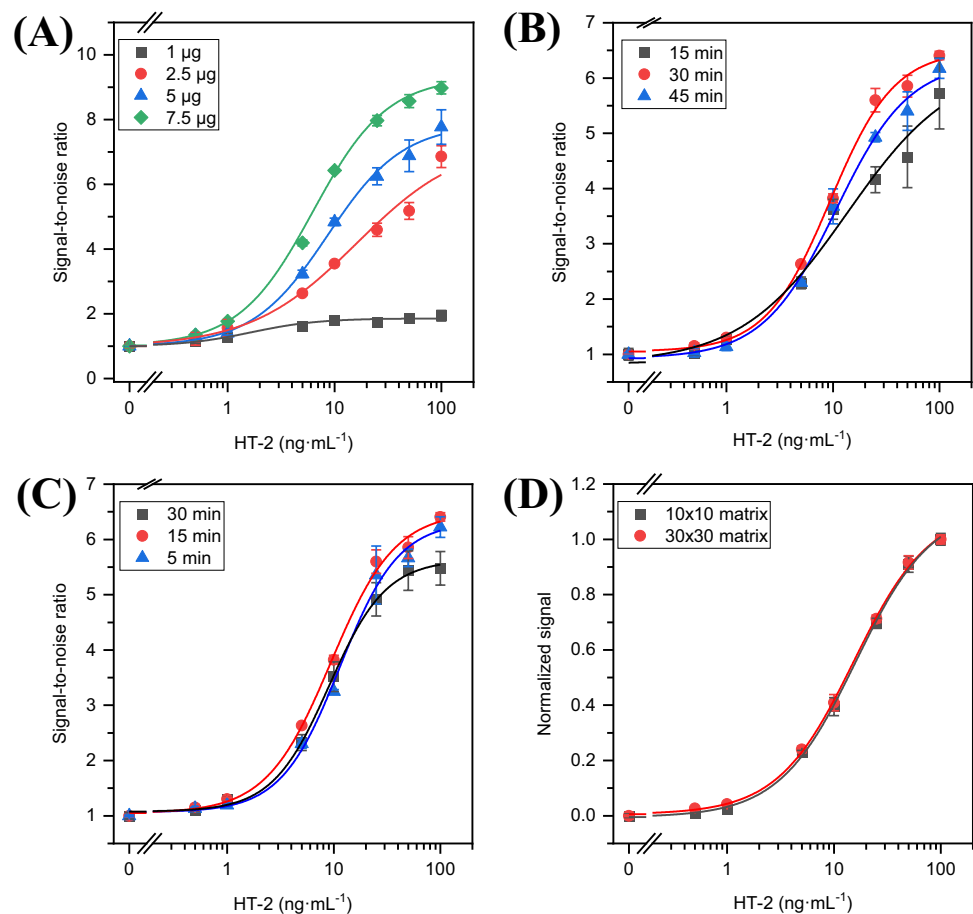 (A)
1 µg
2.5 µg
5 µg
7.5 µg
10
8
6
4
2
0
Signal-to-noise ratio
0 1 10 100
HT-2 (ng·mL⁻¹)
(B)
15 min
30 min
45 min
7
6
5
4
3
2
1
Signal-to-noise ratio
0 1 10 100
HT-2 (ng·mL⁻¹)
(C)
30 min
15 min
5 min
7
6
5
4
3
2
1
Signal-to-noise ratio
0 1 10 100
HT-2 (ng·mL⁻¹)
(D)
10x10 matrix
30x30 matrix
1.2
1.0
0.8
0.6
0.4
0.2
0.0
Normalized signal
0 1 10 100
HT-2 (ng·mL⁻¹)